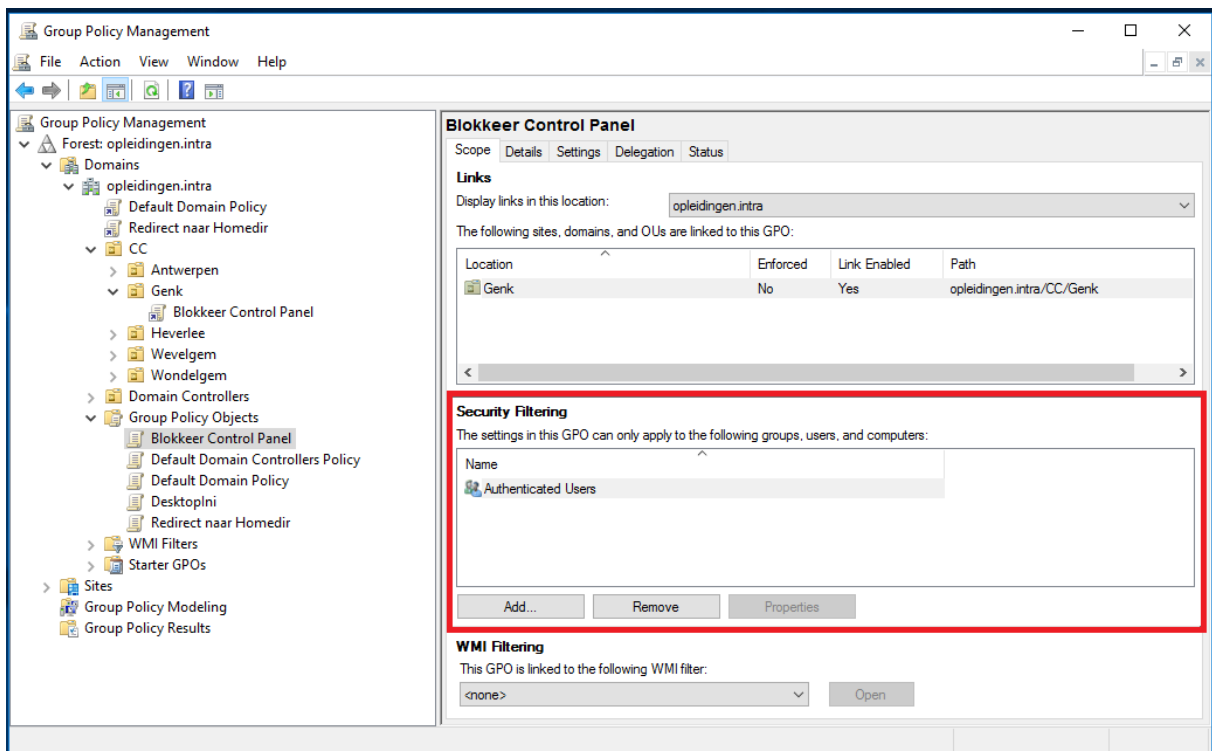 Group Policy Management
File Action View Window Help
Group Policy Management
Forest: opleidingen.intra
Domains
opleidingen.intra
Default Domain Policy
Redirect naar Homedir
CC
Antwerpen
Genk
Blokkeer Control Panel
Heverlee
Wevelgem
Wondelgem
Domain Controllers
Group Policy Objects
Blokkeer Control Panel
Default Domain Controllers Policy
Default Domain Policy
DesktopIni
Redirect naar Homedir
WMI Filters
Starter GPOs
Sites
Group Policy Modeling
Group Policy Results
Blokkeer Control Panel
Scope Details Settings Delegation Status
Links
Display links in this location: opleidingen.intra
The following sites, domains, and OUs are linked to this GPO:
Location Enforced Link Enabled Path
Genk No Yes opleidingen.intra/CC/Genk
Security Filtering
The settings in this GPO can only apply to the following groups, users, and computers:
Name
Authenticated Users
Add... Remove Properties
WMI Filtering
This GPO is linked to the following WMI filter:
<none> Open